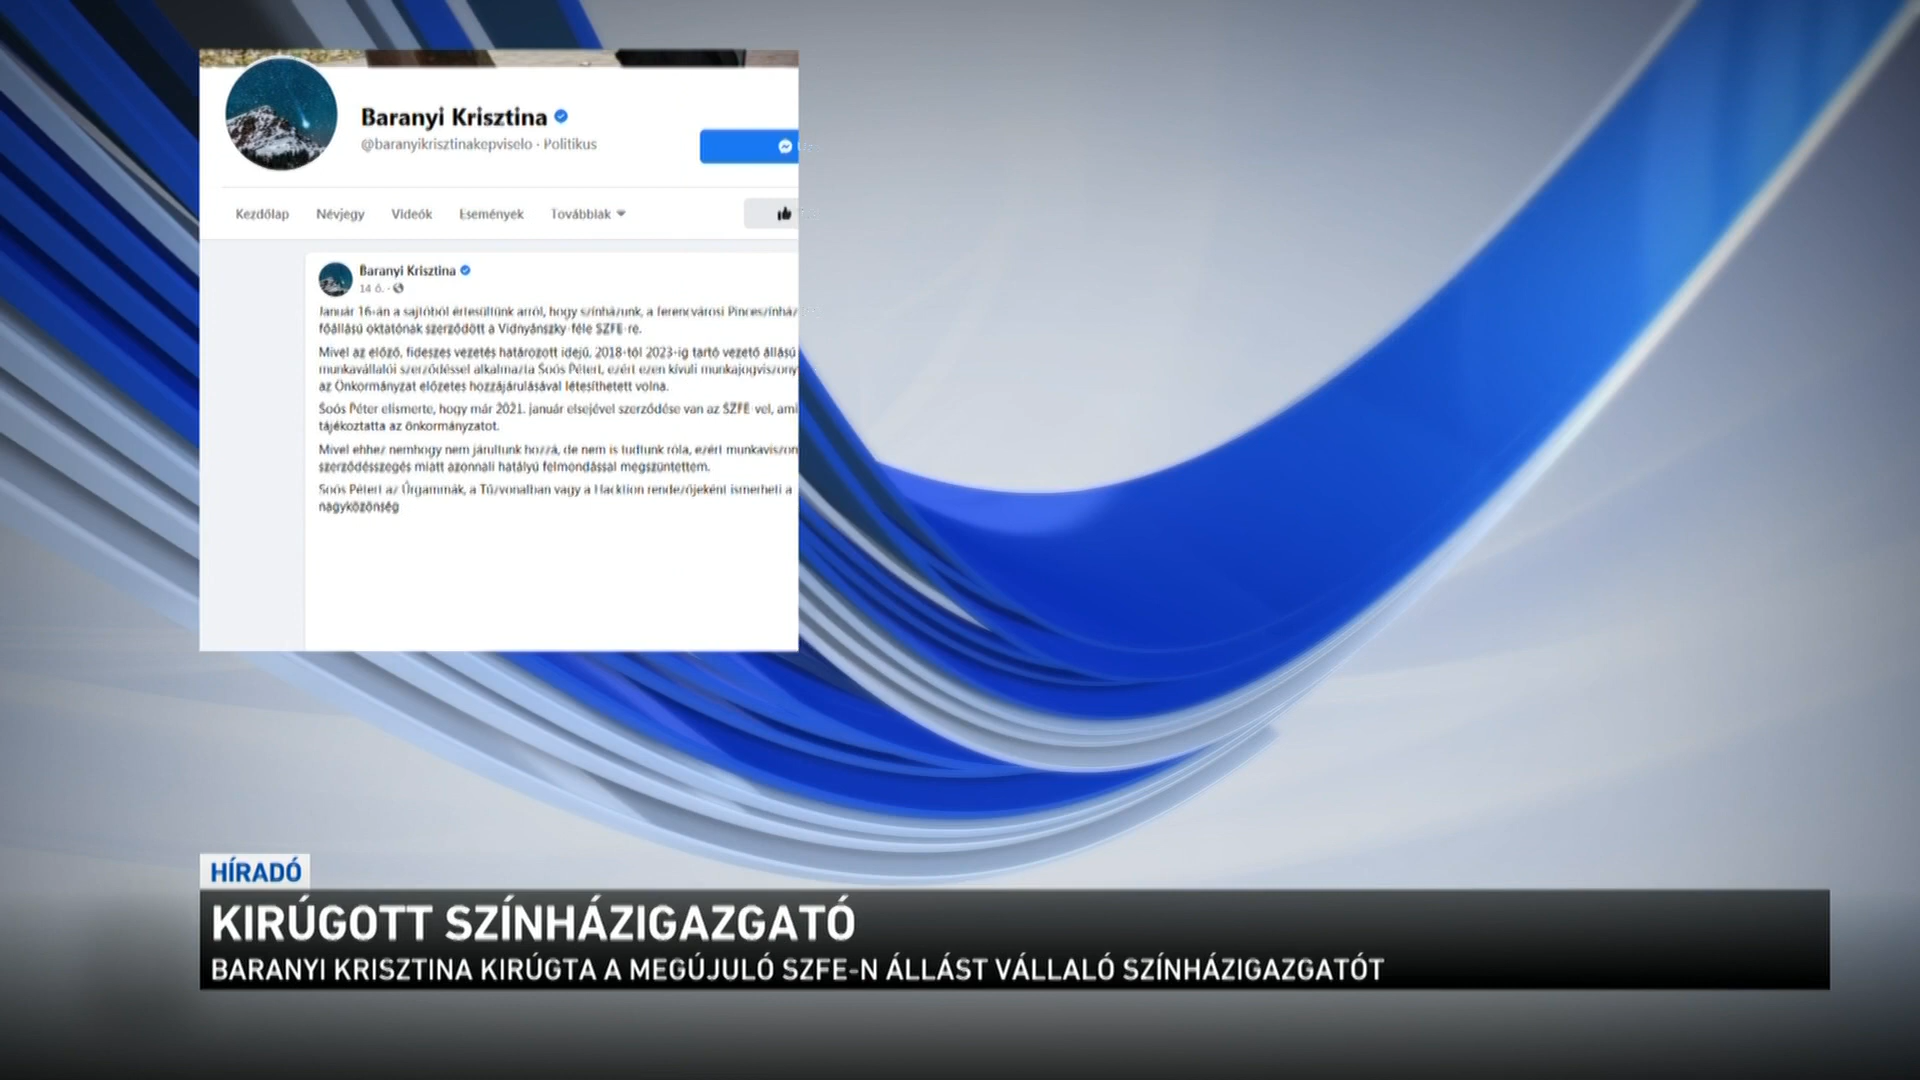 Baranyi Krisztina
@baranyikrisztinakepviselo · Politikus
Kezdőlap Névjegy Videók Események Továbbiak
Baranyi Krisztina
14 ó. ·
Január 16-án a sajtóból értesültünk arról, hogy színházunk, a ferencvárosi Pinceszínház
főállású oktatónak szerződött a Vidnyánszky-féle SZFE-re.
Mivel az előző, fideszes vezetés határozott idejű, 2018-tól 2023-ig tartó vezető állású
munkavállalói szerződéssel alkalmazta Soós Pétert, ezért ezen kívüli munkajogviszony
az Önkormányzat előzetes hozzájárulásával létesíthetett volna.
Soós Péter elismerte, hogy már 2021. január elsejével szerződése van az SZFE-vel, ami
tájékoztatta az önkormányzatot.
Mivel ehhez nemhogy nem járultunk hozzá, de nem is tudtunk róla, ezért munkaviszon
szerződésszegés miatt azonnali hatályú felmondással megszüntettem.
Soós Pétert az Űrgammák, a Tűzvonalban vagy a Hacktion rendezőjeként ismerheti a
nagyközönség
HÍRADÓ
KIRÚGOTT SZÍNHÁZIGAZGATÓ
BARANYI KRISZTINA KIRÚGTA A MEGÚJULÓ SZFE-N ÁLLÁST VÁLLALÓ SZÍNHÁZIGAZGATÓT